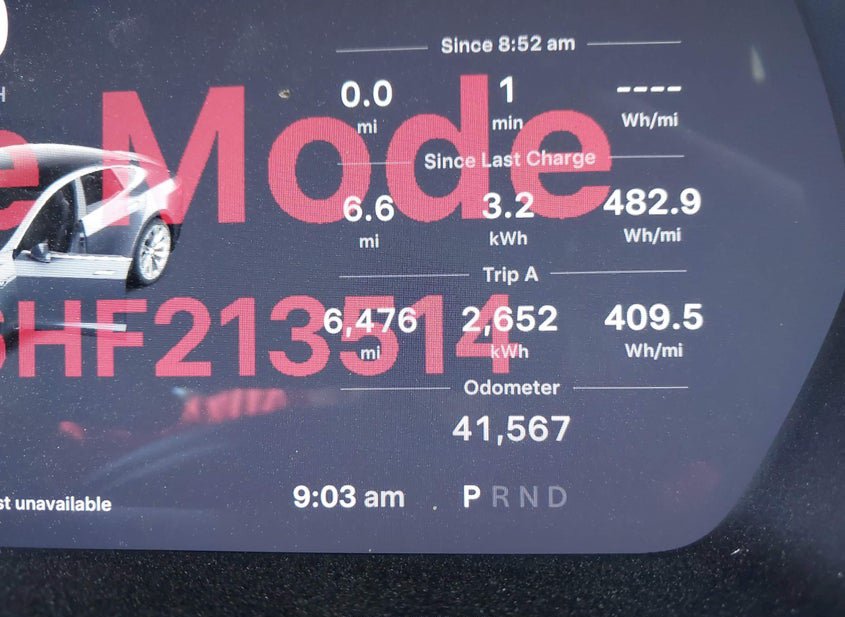 Since 8:52 am
0.0 1 ----
mi min Wh/mi
e Mode
Since Last Charge
6.6 3.2 482.9
mi kWh Wh/mi
Trip A
HF213514
6,476 2,652 409.5
mi kWh Wh/mi
Odometer
41,567
st unavailable 9:03 am P R N D